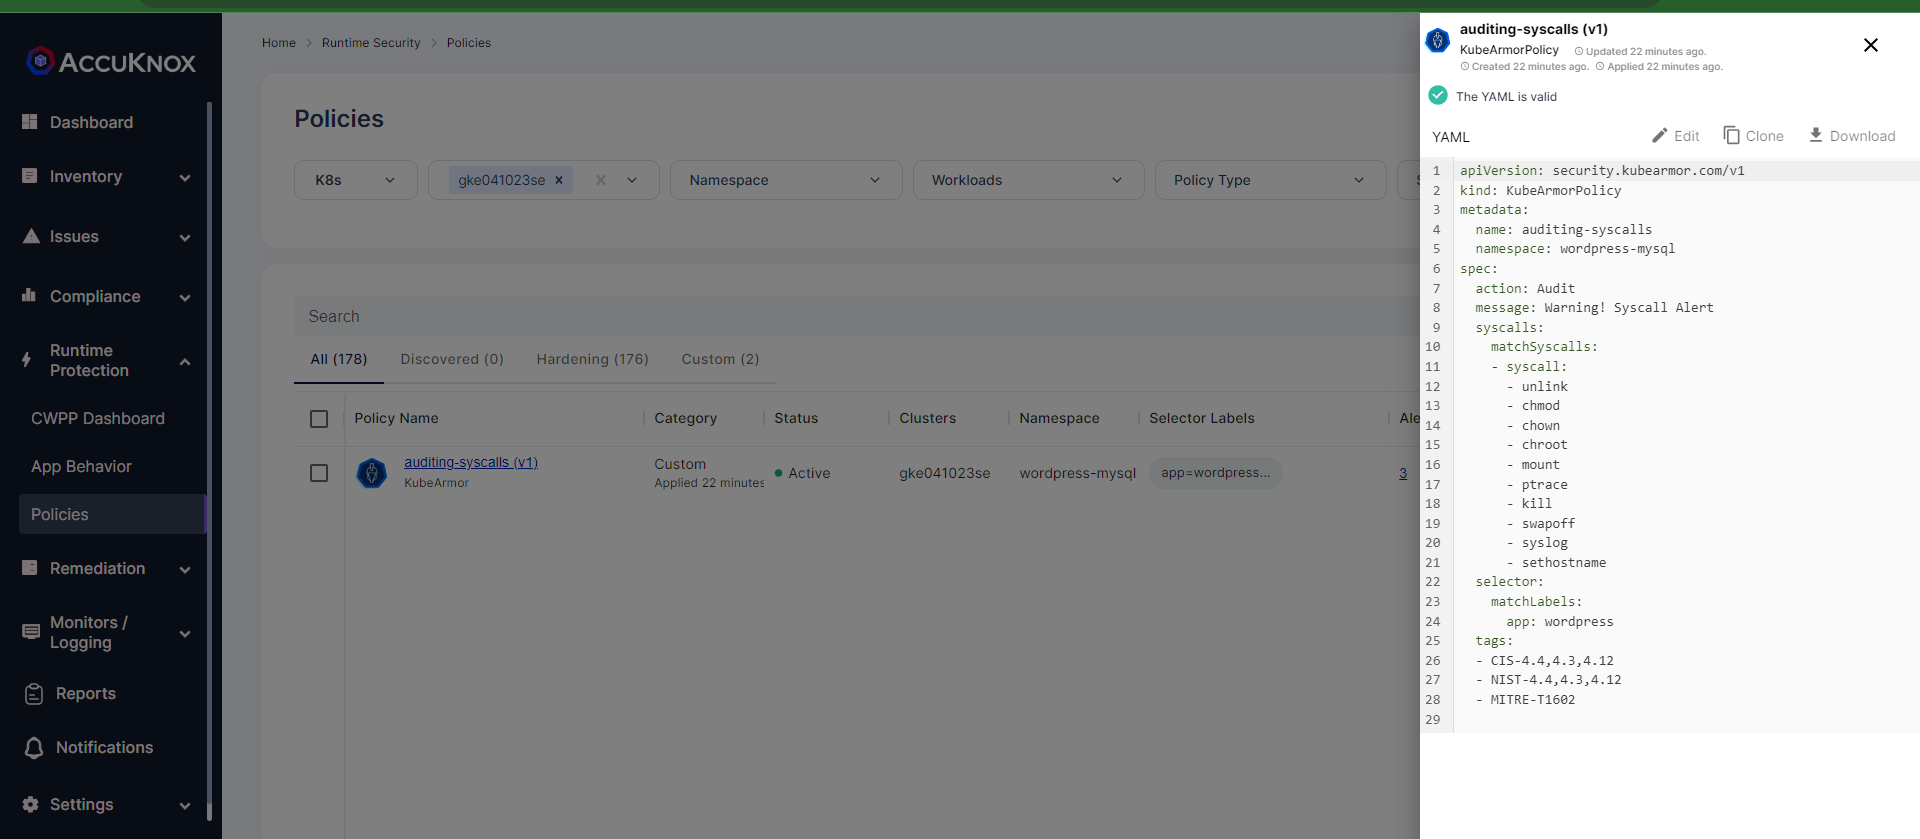 ACCUKNOX
Dashboard
Inventory
Issues
Compliance
Runtime
Protection
CWPP Dashboard
App Behavior
Policies
Remediation
Monitors /
Logging
Reports
Notifications
Settings
Home > Runtime Security > Policies
Policies
K8s
gke041023se ×
Namespace
Workloads
Policy Type
Search
All (178)
Discovered (0)
Hardening (176)
Custom (2)
Policy Name
Category
Status
Clusters
Namespace
Selector Labels
Ale
auditing-syscalls (v1)
KubeArmor
Custom
Applied 22 minutes
Active
gke041023se
wordpress-mysql
app=wordpress...
3
auditing-syscalls (v1)
KubeArmorPolicy Updated 22 minutes ago.
Created 22 minutes ago. Applied 22 minutes ago.
The YAML is valid
YAML
Edit
Clone
Download
1 apiVersion: security.kubearmor.com/v1
2 kind: KubeArmorPolicy
3 metadata:
4 name: auditing-syscalls
5 namespace: wordpress-mysql
6 spec:
7 action: Audit
8 message: Warning! Syscall Alert
9 syscalls:
10 matchSyscalls:
11 - syscall:
12 - unlink
13 - chmod
14 - chown
15 - chroot
16 - mount
17 - ptrace
18 - kill
19 - swapoff
20 - syslog
21 - sethostname
22 selector:
23 matchLabels:
24 app: wordpress
25 tags:
26 - CIS-4.4,4.3,4.12
27 - NIST-4.4,4.3,4.12
28 - MITRE-T1602
29